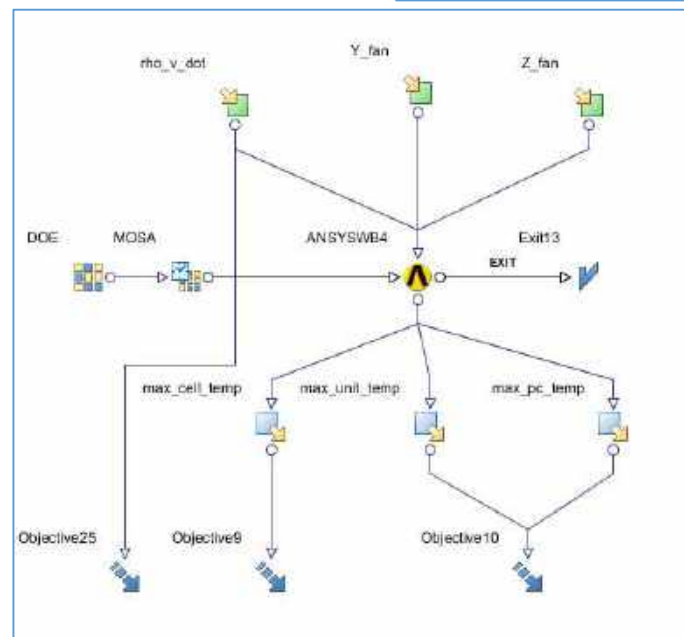 Y_fan
rho_v_dot
Z_fan
DOE
MOSA
ANSYSWB4
Exit13
EXIT
max_cell_temp
max_unit_temp
max_pc_temp
Objective25
Objective9
Objective10